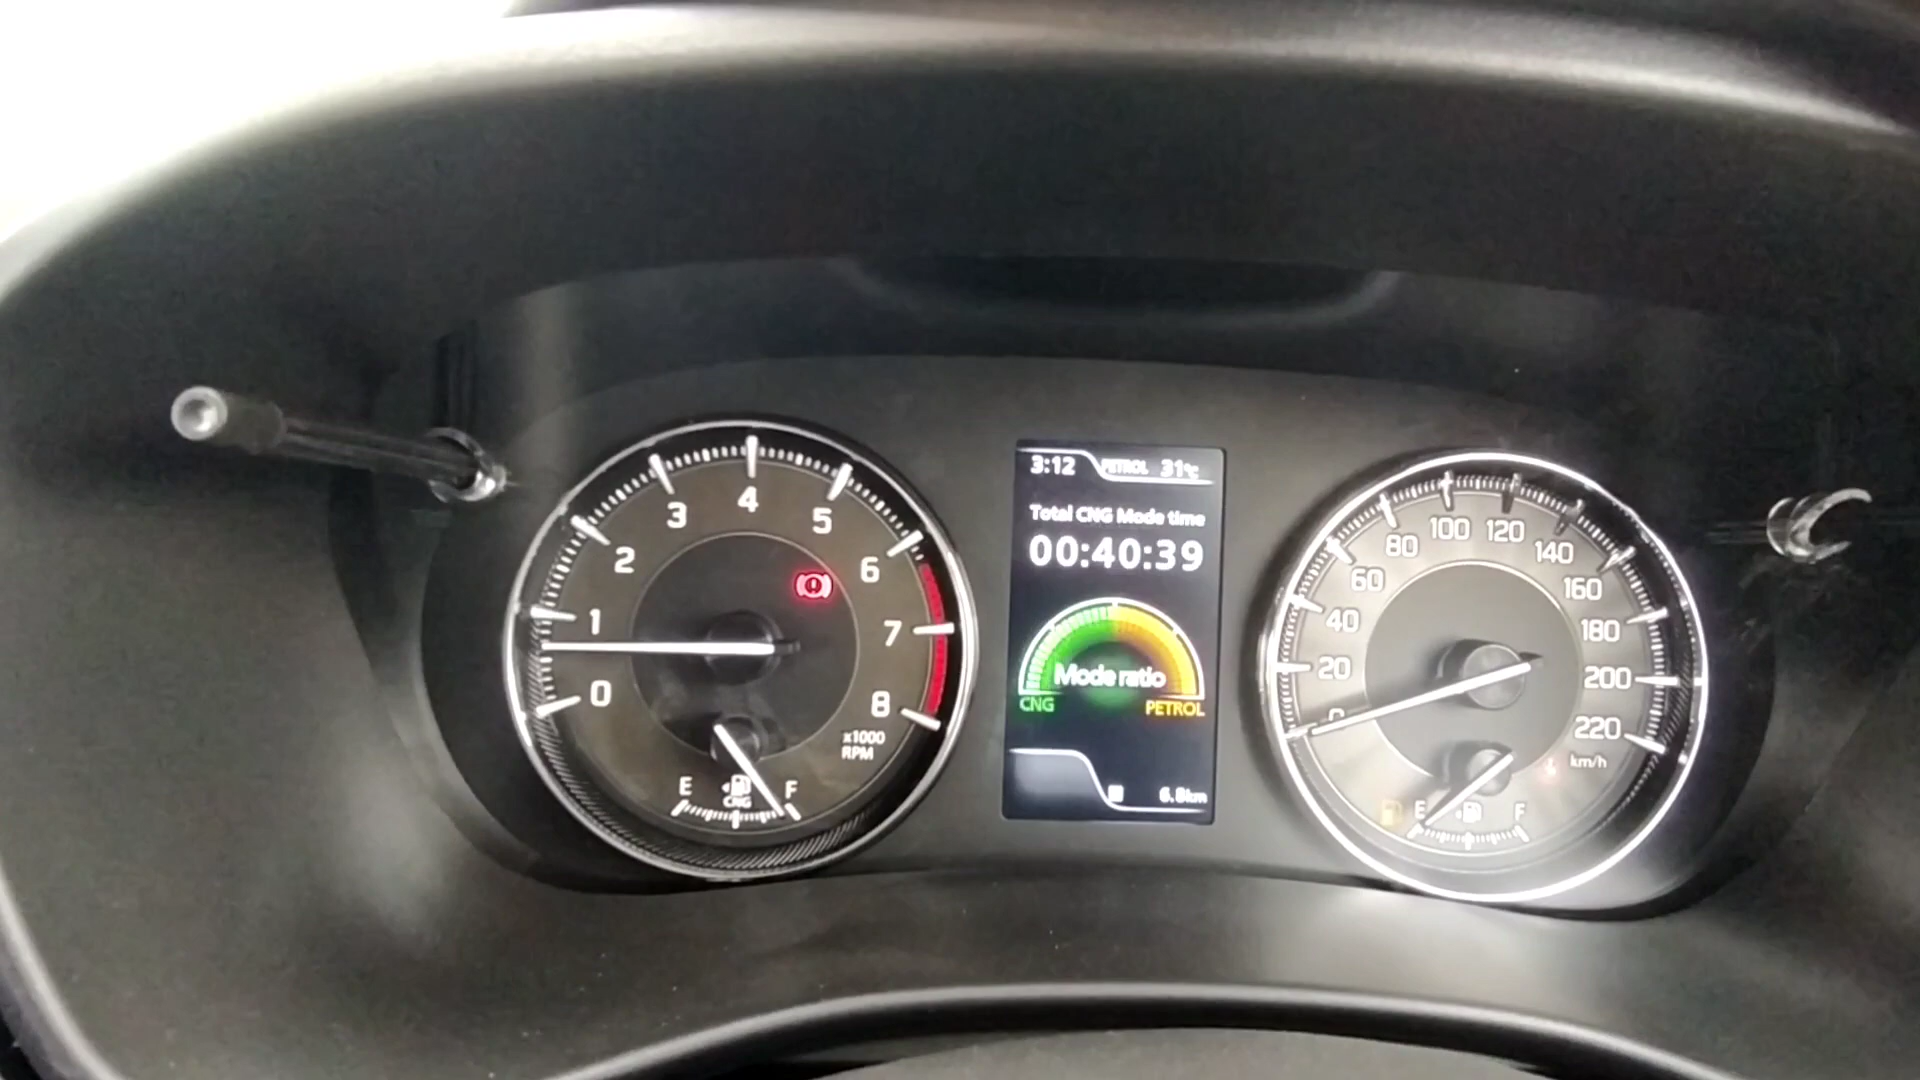 0
1
2
3
4
5
6
7
8
x1000
RPM
E
F
CNG
3:12 PETROL 31℃
Total CNG Mode time
00:40:39
Mode ratio
CNG PETROL
6.8km
0
20
40
60
80
100
120
140
160
180
200
220
km/h
E
F